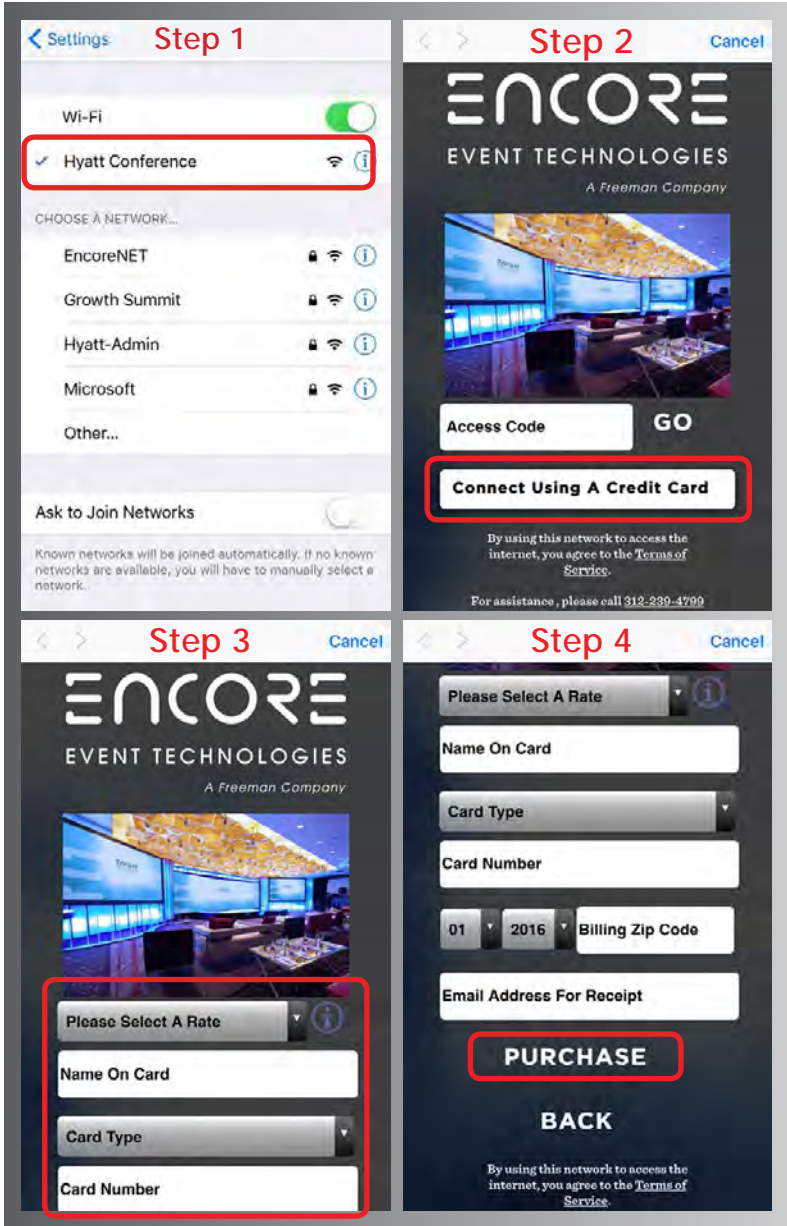 Settings
Step 1
Wi-Fi
Hyatt Conference
CHOOSE A NETWORK...
EncoreNET
Growth Summit
Hyatt-Admin
Microsoft
Other...
Ask to Join Networks
Known networks will be joined automatically. If no known
networks are available, you will have to manually select a
network.
Step 2
Cancel
ENCORE
EVENT TECHNOLOGIES
A Freeman Company
Access Code
GO
Connect Using A Credit Card
By using this network to access the
internet, you agree to the Terms of
Service.
For assistance, please call 312-239-4799
Step 3
Cancel
ENCORE
EVENT TECHNOLOGIES
A Freeman Company
Please Select A Rate
Name On Card
Card Type
Card Number
Step 4
Cancel
Please Select A Rate
Name On Card
Card Type
Card Number
01 2016 Billing Zip Code
Email Address For Receipt
PURCHASE
BACK
By using this network to access the
internet, you agree to the Terms of
Service.